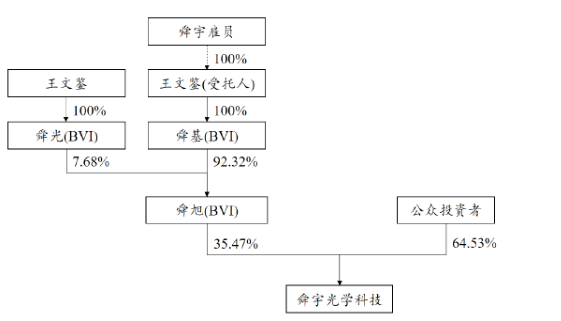 舜宇雇员
100%
王文鉴
王文鉴(受托人)
100%
100%
舜光(BVI)
舜基(BVI)
7.68%
92.32%
舜旭(BVI)
公众投资者
35.47%
64.53%
舜宇光学科技